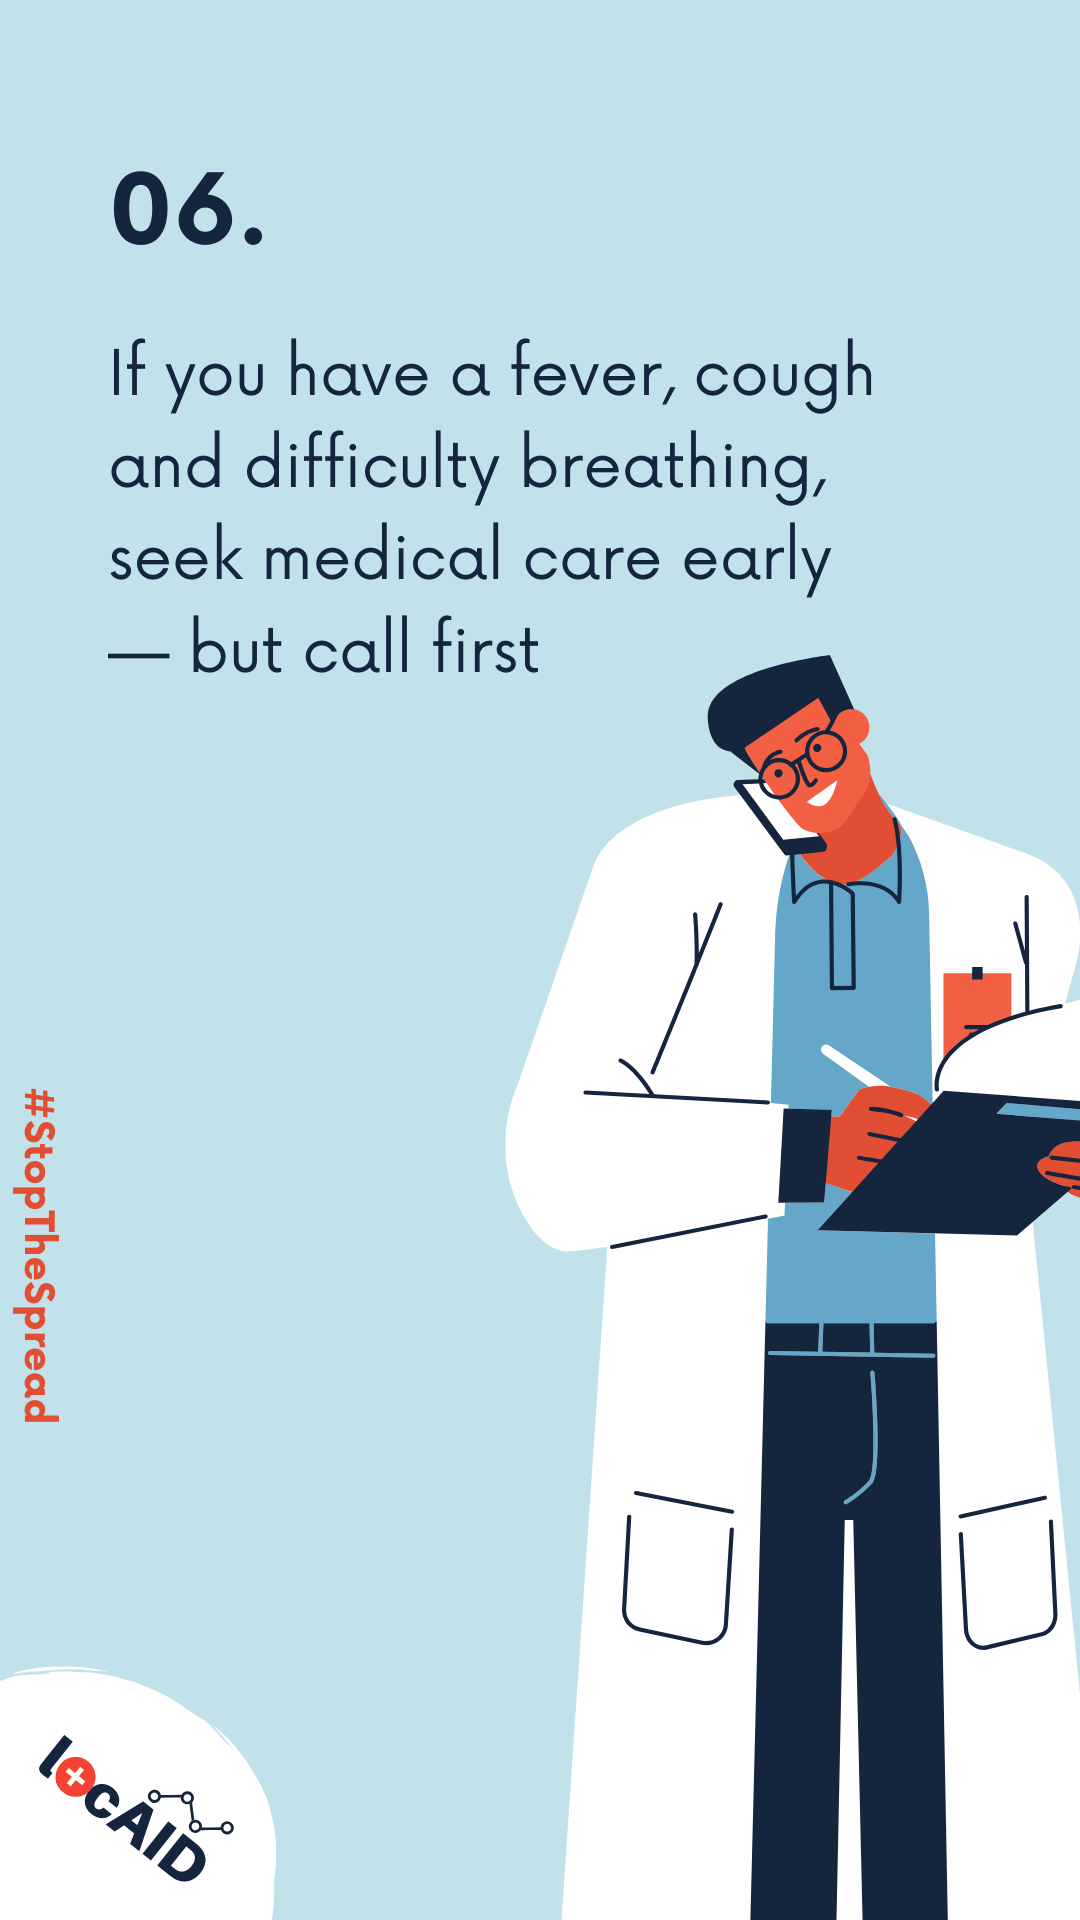 06.
If you have a fever, cough
and difficulty breathing,
seek medical care early
— but call first
#StopTheSpread
locAID